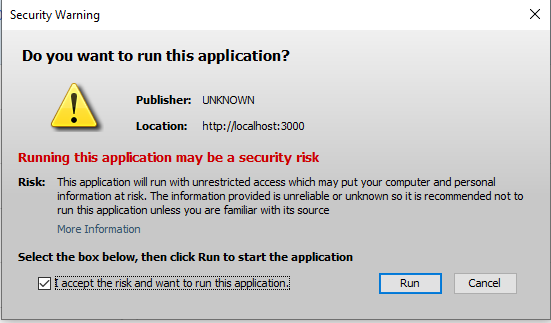 Security Warning
Do you want to run this application?
Publisher: UNKNOWN
Location: http://localhost:3000
Running this application may be a security risk
Risk: This application will run with unrestricted access which may put your computer and personal
information at risk. The information provided is unreliable or unknown so it is recommended not to
run this application unless you are familiar with its source
More Information
Select the box below, then click Run to start the application
I accept the risk and want to run this application.
Run Cancel